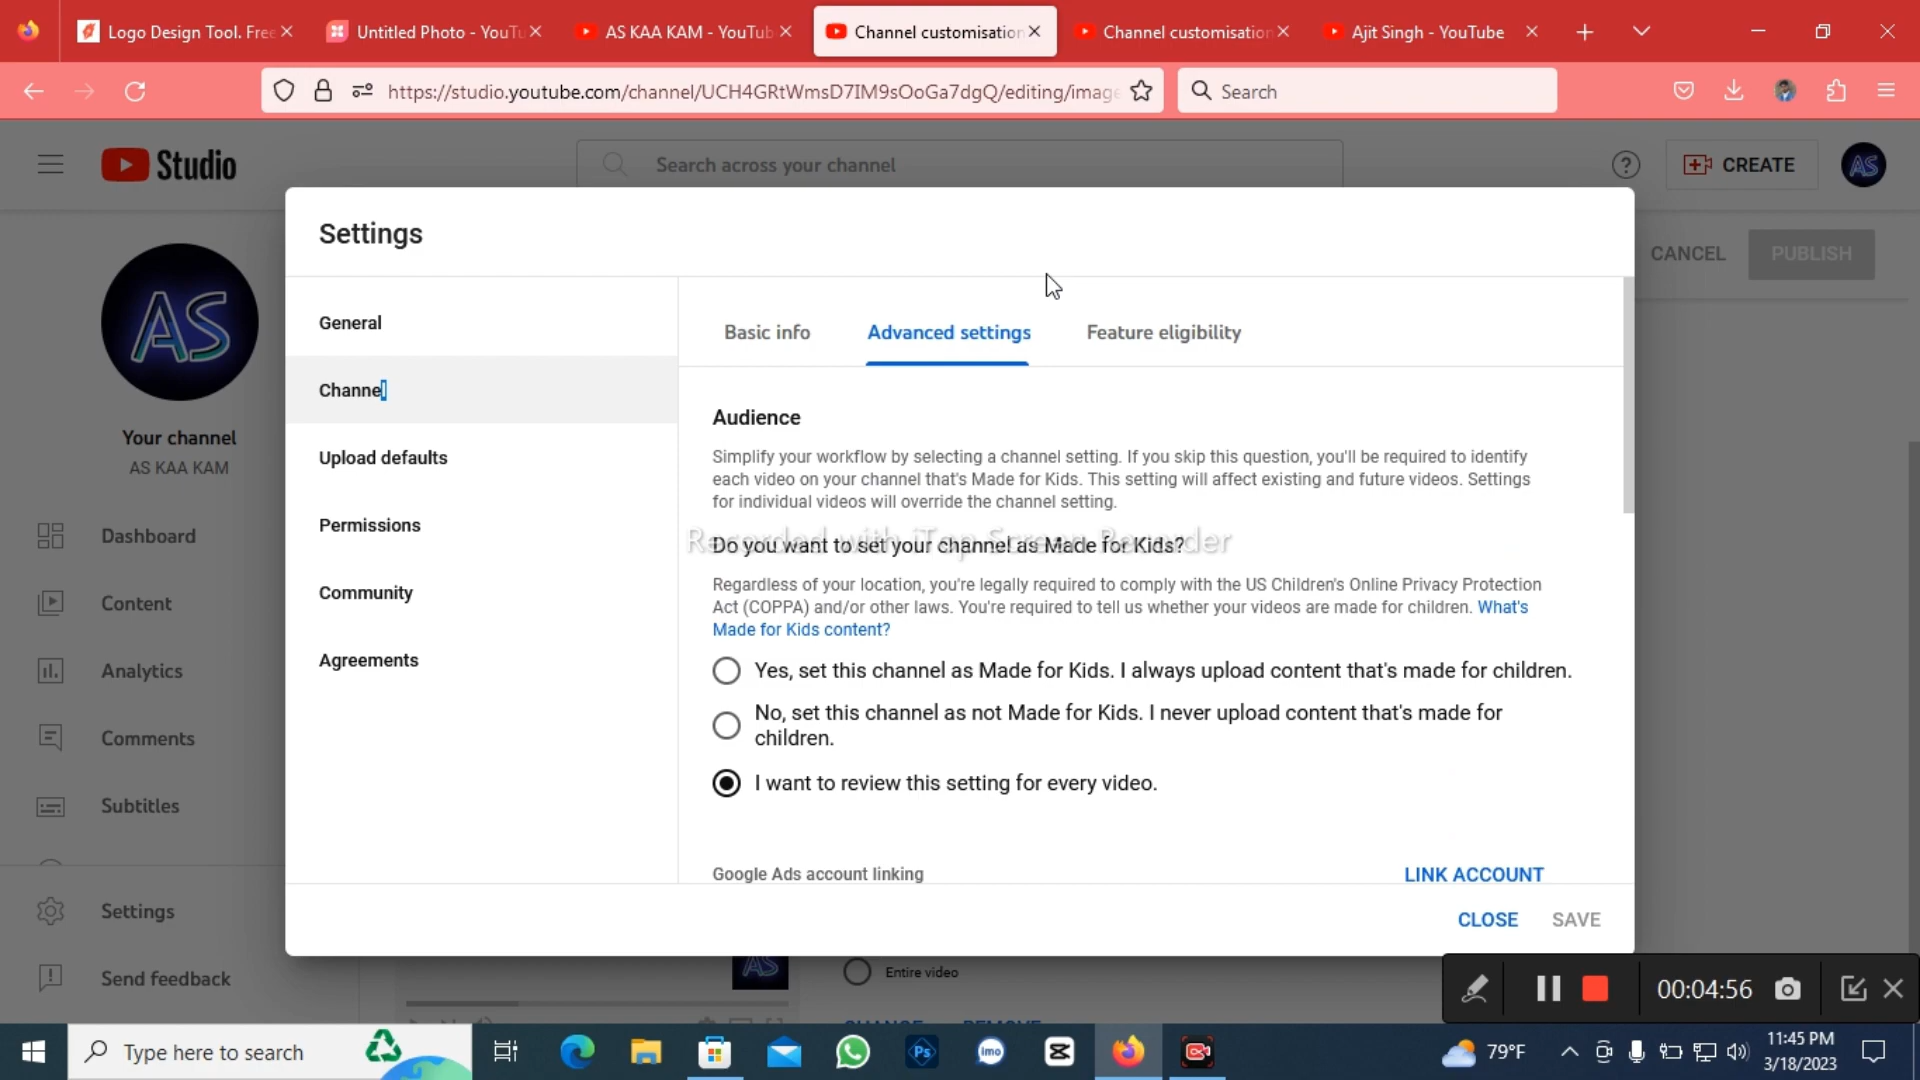 Logo Design Tool. Free
Untitled Photo - YouTu
AS KAA KAM - YouTub
Channel customisation
Channel customisation
Ajit Singh - YouTube
https://studio.youtube.com/channel/UCH4GRtWmsD7IM9sOoGa7dgQ/editing/image
Search
Studio
Search across your channel
CREATE
AS
Settings
CANCEL
PUBLISH
AS
General
Basic info
Advanced settings
Feature eligibility
Channel
Audience
Your channel
AS KAA KAM
Upload defaults
Simplify your workflow by selecting a channel setting. If you skip this question, you'll be required to identify
each video on your channel that's Made for Kids. This setting will affect existing and future videos. Settings
for individual videos will override the channel setting.
Permissions
Recorded with iTop Screen Recorder
Do you want to set your channel as Made for Kids?
Dashboard
Community
Regardless of your location, you're legally required to comply with the US Children's Online Privacy Protection
Act (COPPA) and/or other laws. You're required to tell us whether your videos are made for children. What's
Made for Kids content?
Content
Agreements
Yes, set this channel as Made for Kids. I always upload content that's made for children.
Analytics
No, set this channel as not Made for Kids. I never upload content that's made for
children.
Comments
I want to review this setting for every video.
Subtitles
Google Ads account linking
LINK ACCOUNT
Settings
CLOSE
SAVE
Send feedback
AS
Entire video
CHANGE
REMOVE
00:04:56
Type here to search
Ps
imo
79°F
11:45 PM
3/18/2023